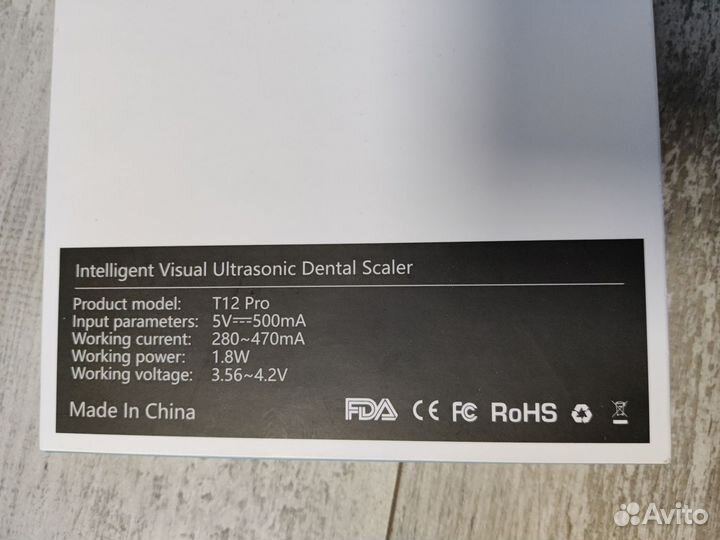 Intelligent Visual Ultrasonic Dental Scaler
Product model: T12 Pro
Input parameters: 5V⎓500mA
Working current: 280~470mA
Working power: 1.8W
Working voltage: 3.56~4.2V
Made In China FDA CE FC RoHS
Avito